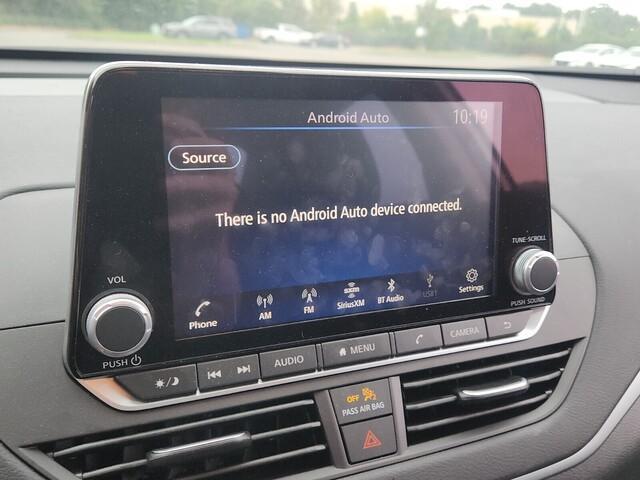 Android Auto 10:19
Source
There is no Android Auto device connected.
VOL
TUNE·SCROLL
Phone AM FM sxm SiriusXM BT Audio USB1 Settings
PUSH
PUSH SOUND
AUDIO MENU CAMERA
OFF
PASS AIR BAG